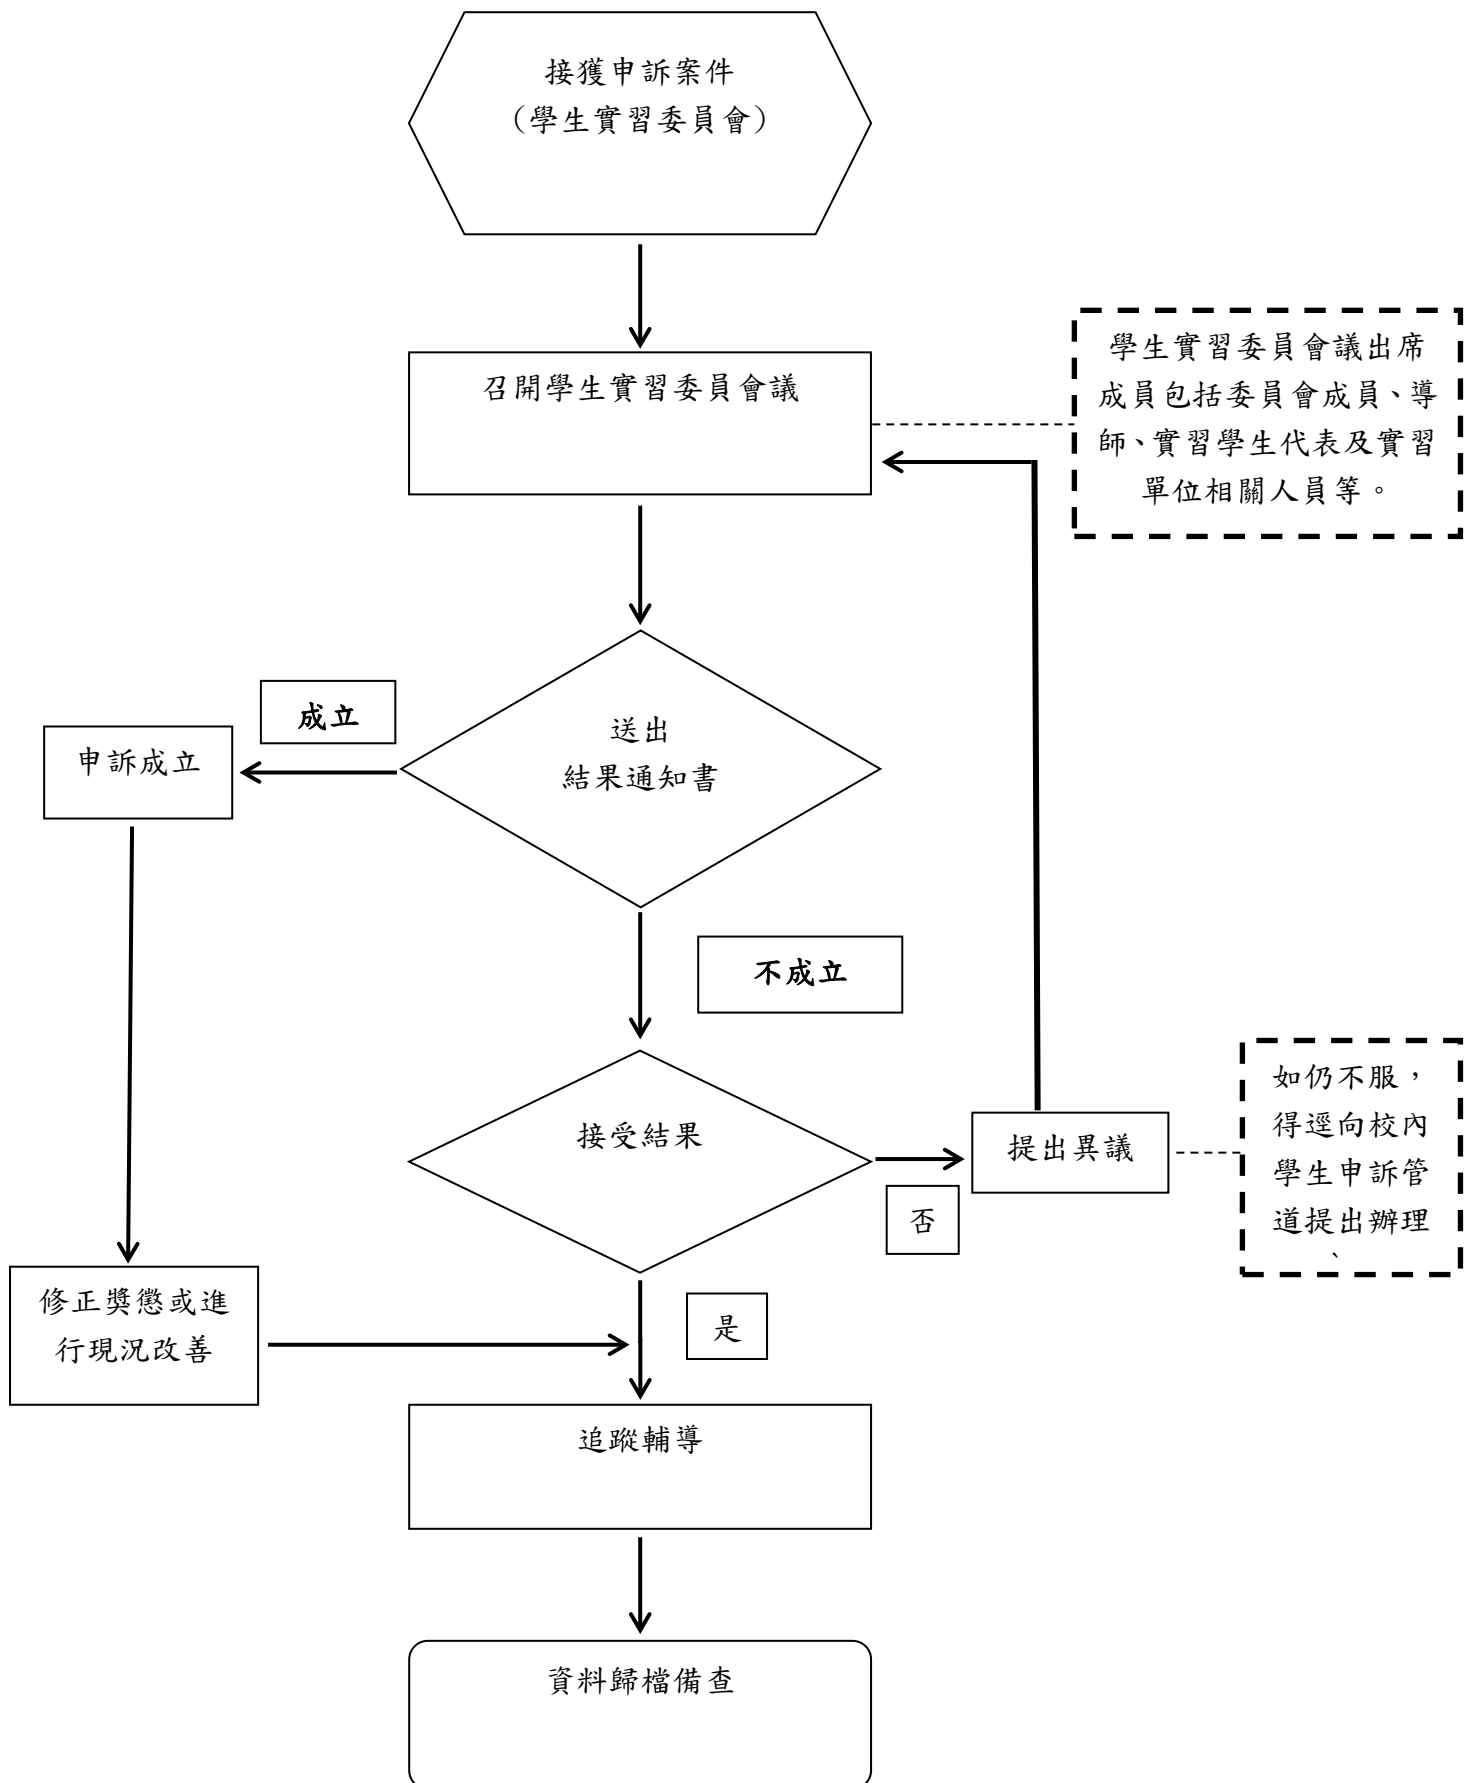 接獲申訴案件
(學生實習委員會)
召開學生實習委員會議
學生實習委員會議出席
成員包括委員會成員、導
師、實習學生代表及實習
單位相關人員等。
成立
申訴成立
送出
結果通知書
不成立
接受結果
提出異議
否
如仍不服，
得逕向校內
學生申訴管
道提出辦理
、
是
修正獎懲或進
行現況改善
追蹤輔導
資料歸檔備查